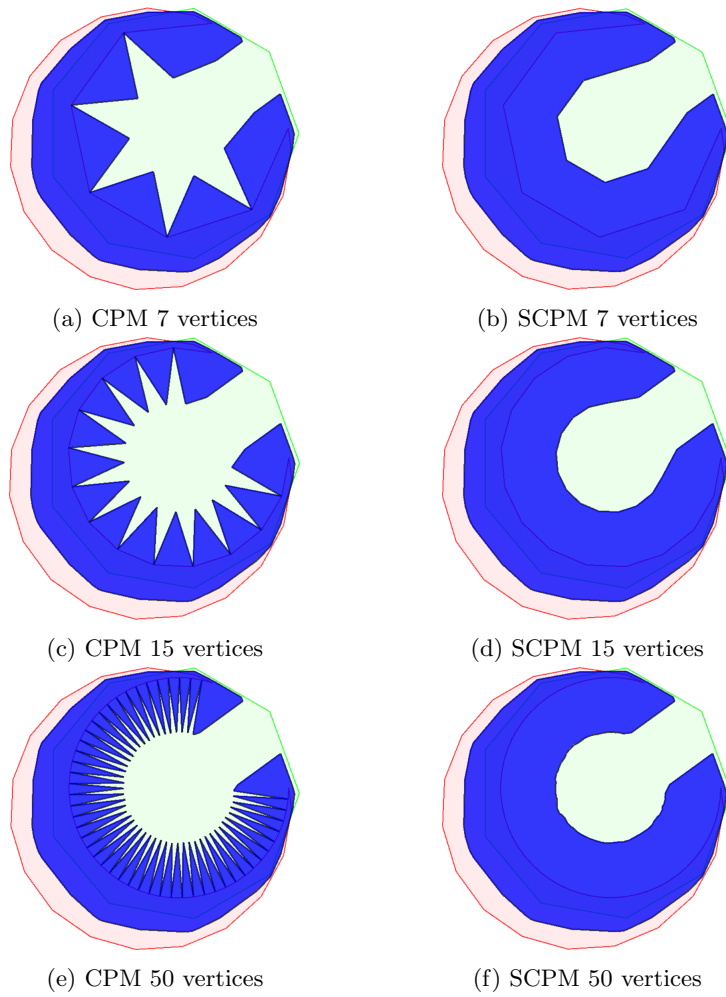 (a) CPM 7 vertices
(b) SCPM 7 vertices
(c) CPM 15 vertices
(d) SCPM 15 vertices
(e) CPM 50 vertices
(f) SCPM 50 vertices